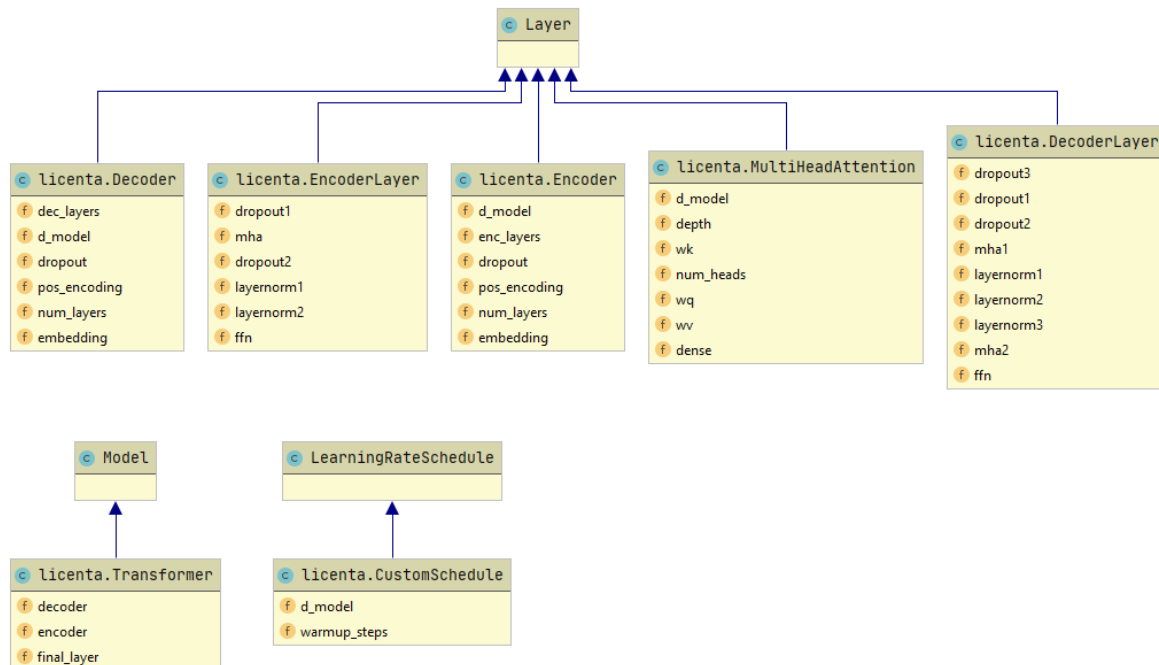 Layer
licenta.Decoder
dec_layers
d_model
dropout
pos_encoding
num_layers
embedding
licenta.EncoderLayer
dropout1
mha
dropout2
layernorm1
layernorm2
ffn
licenta.Encoder
d_model
enc_layers
dropout
pos_encoding
num_layers
embedding
licenta.MultiHeadAttention
d_model
depth
wk
num_heads
wq
wv
dense
licenta.DecoderLayer
dropout3
dropout1
dropout2
mha1
layernorm1
layernorm2
layernorm3
mha2
ffn
Model
licenta.Transformer
decoder
encoder
final_layer
LearningRateSchedule
licenta.CustomSchedule
d_model
warmup_steps